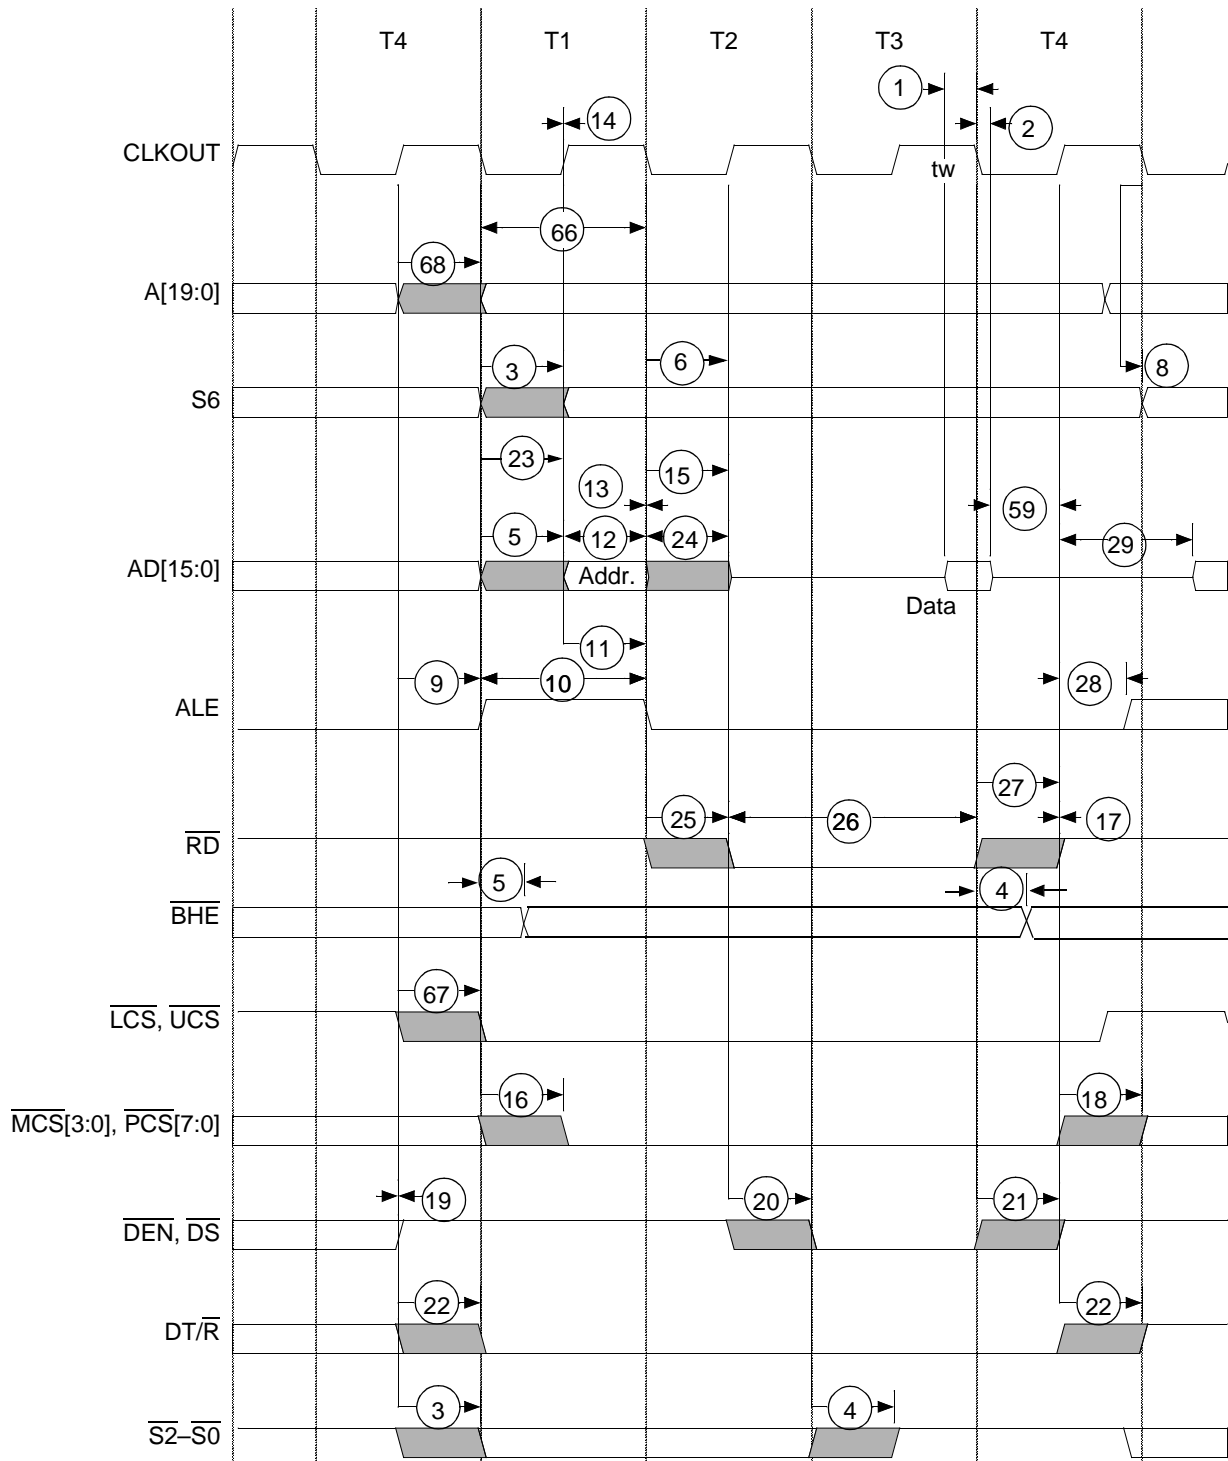 T4 T1 T2 T3 T4
1
14 2
CLKOUT
tw
66
68
A[19:0]
3 6 8
S6
23 15
13 59
5 12 24 29
AD[15:0] Addr.
Data
11
9 10 28
ALE
27
25 26 17
RD
5 4
BHE
67
LCS, UCS
16 18
MCS[3:0], PCS[7:0]
19 20 21
DEN, DS
22 22
DT/R
3 4
S2–S0